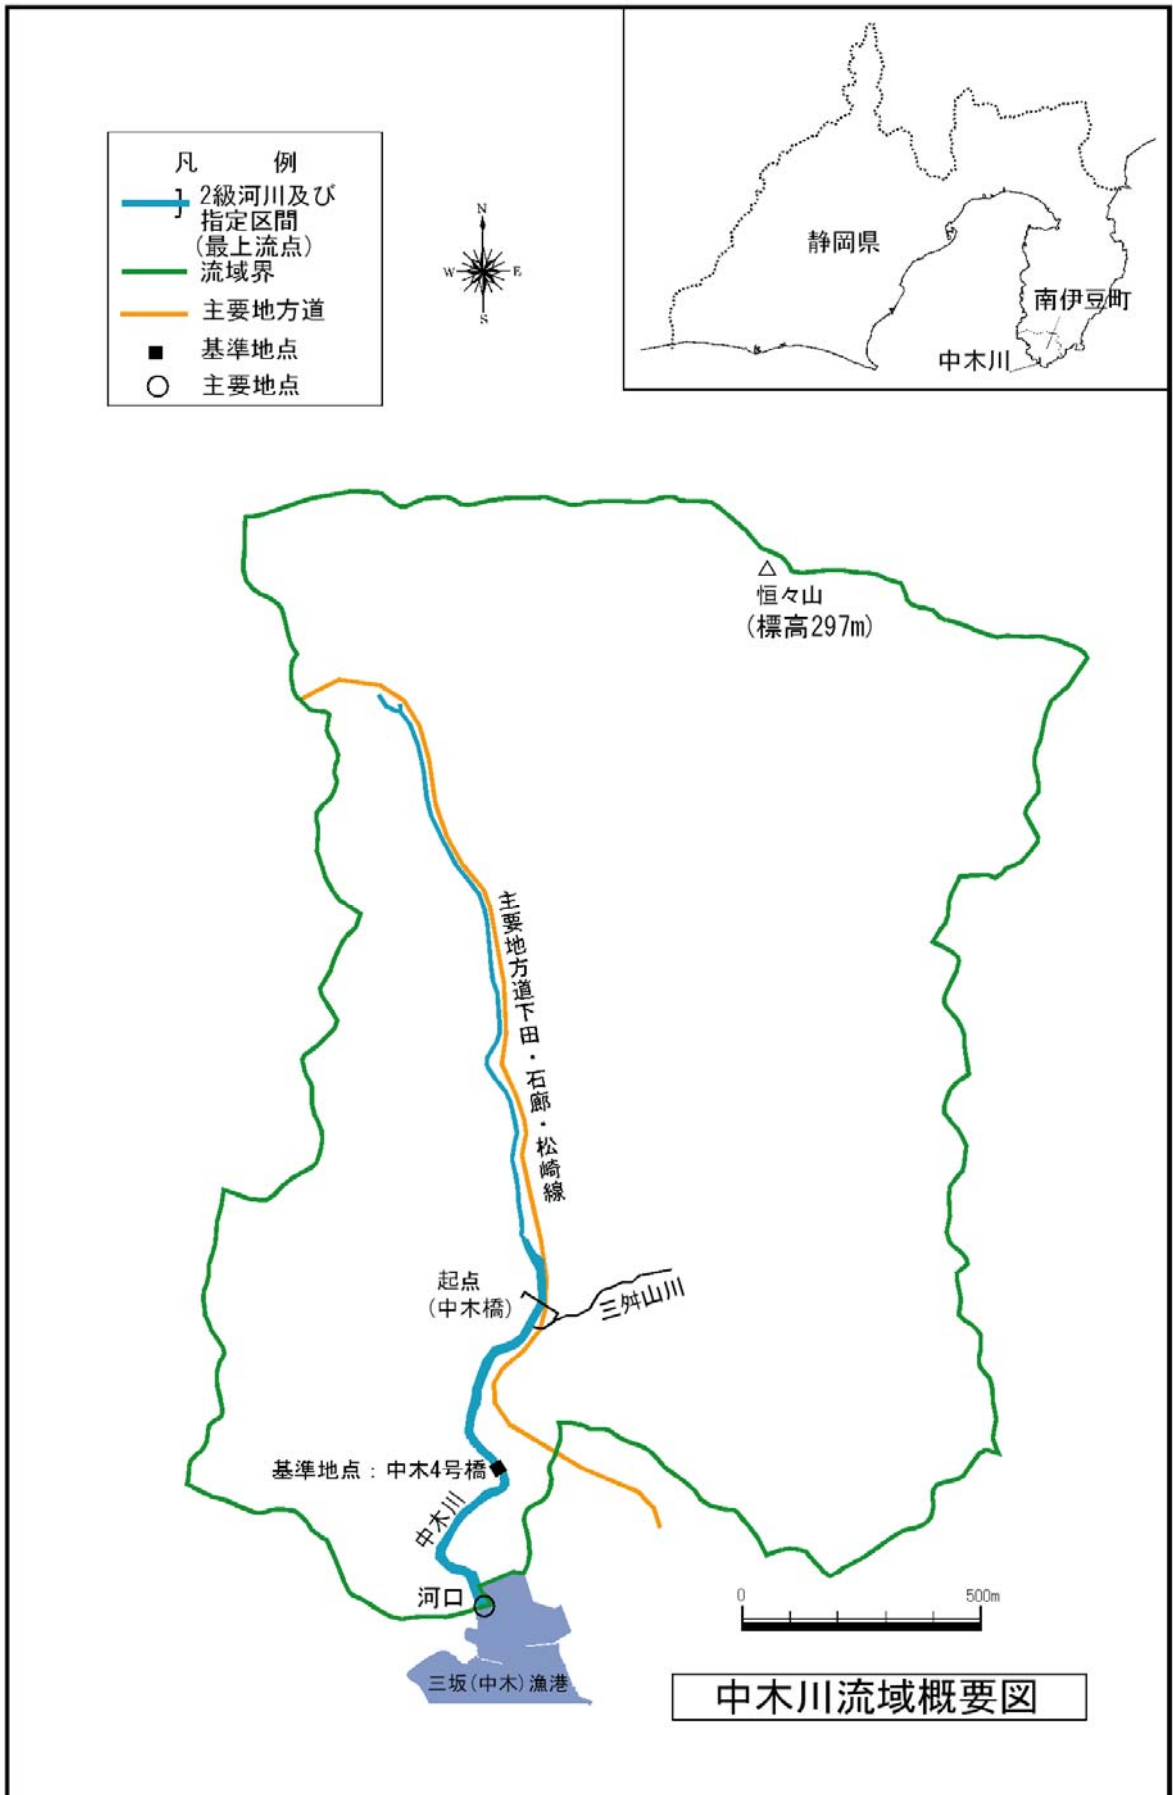 凡 例
2級河川及び
指定区間
(最上流点)
流域界
主要地方道
基準地点
主要地点
N
W
E
S
静岡県
南伊豆町
中木川
恒々山
(標高297m)
主要地方道下田・石廊・松崎線
起点
(中木橋)
三舛山川
基準地点：中木4号橋
中木川
河口
三坂(中木)漁港
0 500m
中木川流域概要図